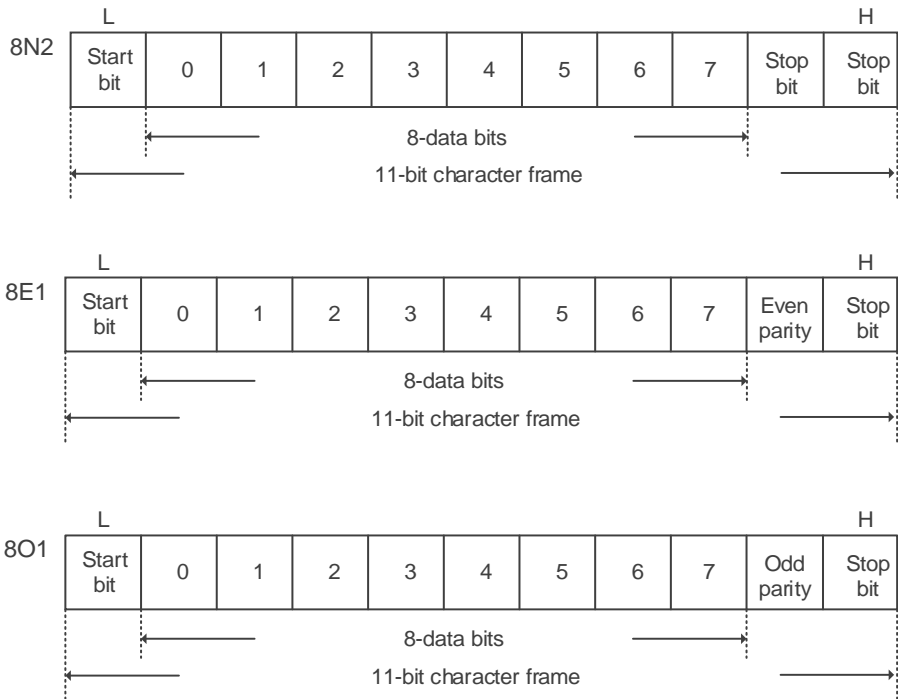 L H
8N2 Start bit 0 1 2 3 4 5 6 7 Stop bit Stop bit
8-data bits
11-bit character frame
L H
8E1 Start bit 0 1 2 3 4 5 6 7 Even parity Stop bit
8-data bits
11-bit character frame
L H
8O1 Start bit 0 1 2 3 4 5 6 7 Odd parity Stop bit
8-data bits
11-bit character frame